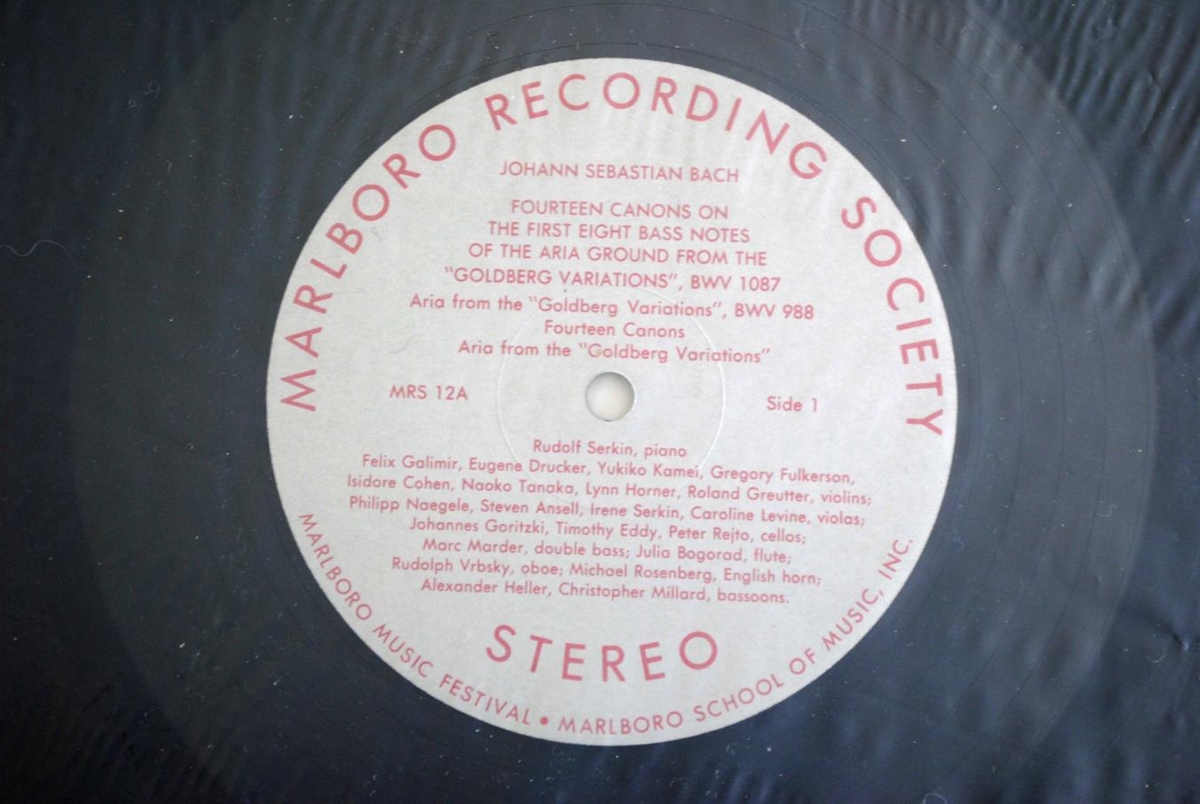 MARLBORO RECORDING SOCIETY
JOHANN SEBASTIAN BACH
FOURTEEN CANONS ON
THE FIRST EIGHT BASS NOTES
OF THE ARIA GROUND FROM THE
"GOLDBERG VARIATIONS", BWV 1087
Aria from the "Goldberg Variations", BWV 988
Fourteen Canons
Aria from the "Goldberg Variations"
MRS 12A
Side 1
Rudolf Serkin, piano
Felix Galimir, Eugene Drucker, Yukiko Kamei, Gregory Fulkerson,
Isidore Cohen, Naoko Tanaka, Lynn Horner, Roland Greutter, violins;
Philipp Naegele, Steven Ansell, Irene Serkin, Caroline Levine, violas;
Johannes Goritzki, Timothy Eddy, Peter Rejto, cellos;
Marc Marder, double bass; Julia Bogorad, flute;
Rudolph Vrbsky, oboe; Michael Rosenberg, English horn;
Alexander Heller, Christopher Millard, bassoons.
STEREO
MARLBORO MUSIC FESTIVAL • MARLBORO SCHOOL OF MUSIC, INC.